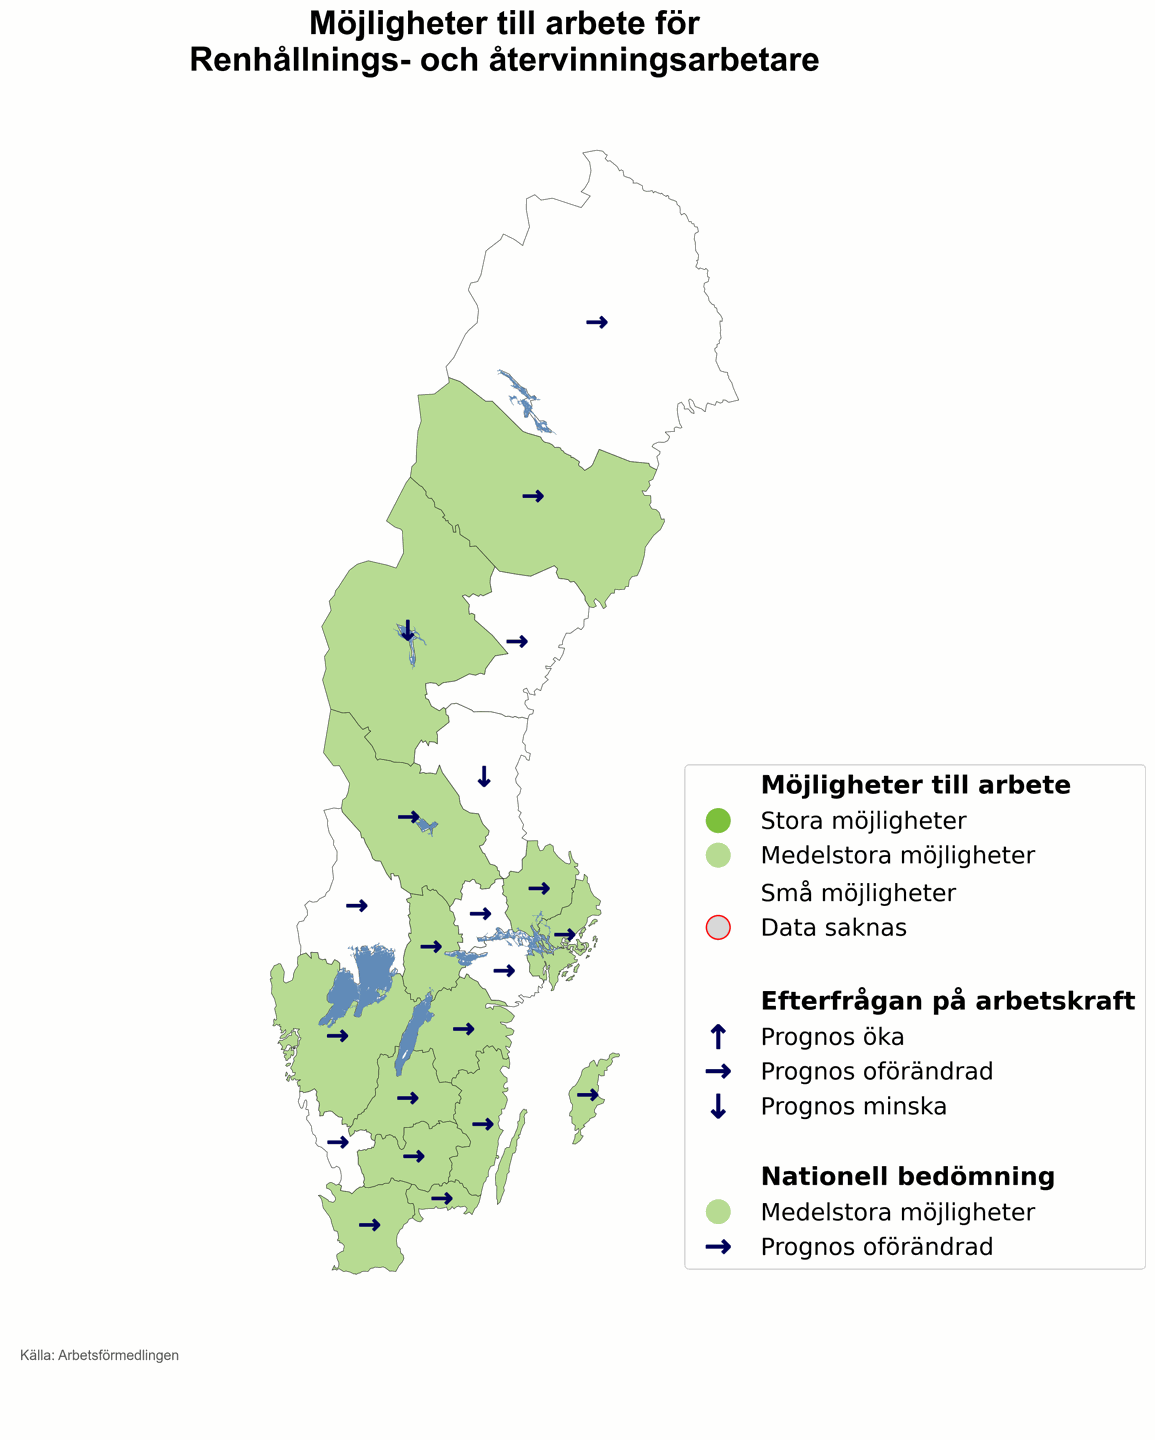 Möjligheter till arbete för
Renhållnings- och återvinningsarbetare
Möjligheter till arbete
Stora möjligheter
Medelstora möjligheter
Små möjligheter
Data saknas
Efterfrågan på arbetskraft
Prognos öka
Prognos oförändrad
Prognos minska
Nationell bedömning
Medelstora möjligheter
Prognos oförändrad
Källa: Arbetsförmedlingen